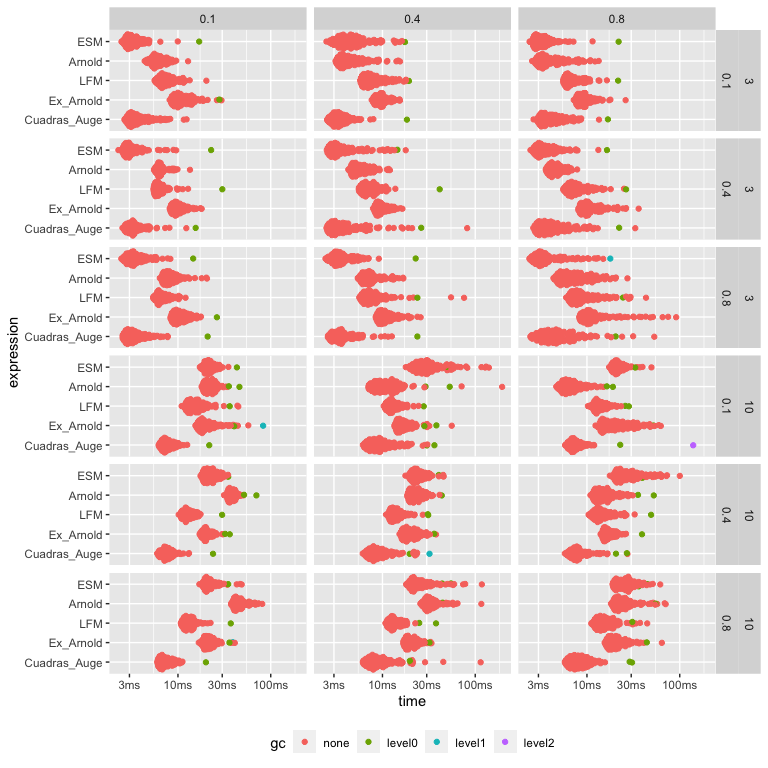 0.1 0.4 0.8
ESM
Arnold
LFM
Ex_Arnold
Cuadras_Auge
0.1 3
ESM
Arnold
LFM
Ex_Arnold
Cuadras_Auge
0.4 3
ESM
Arnold
LFM
Ex_Arnold
Cuadras_Auge
0.8 3
expression
ESM
Arnold
LFM
Ex_Arnold
Cuadras_Auge
0.1 10
ESM
Arnold
LFM
Ex_Arnold
Cuadras_Auge
0.4 10
ESM
Arnold
LFM
Ex_Arnold
Cuadras_Auge
0.8 10
3ms 10ms 30ms 100ms 3ms 10ms 30ms 100ms 3ms 10ms 30ms 100ms
time
gc none level0 level1 level2